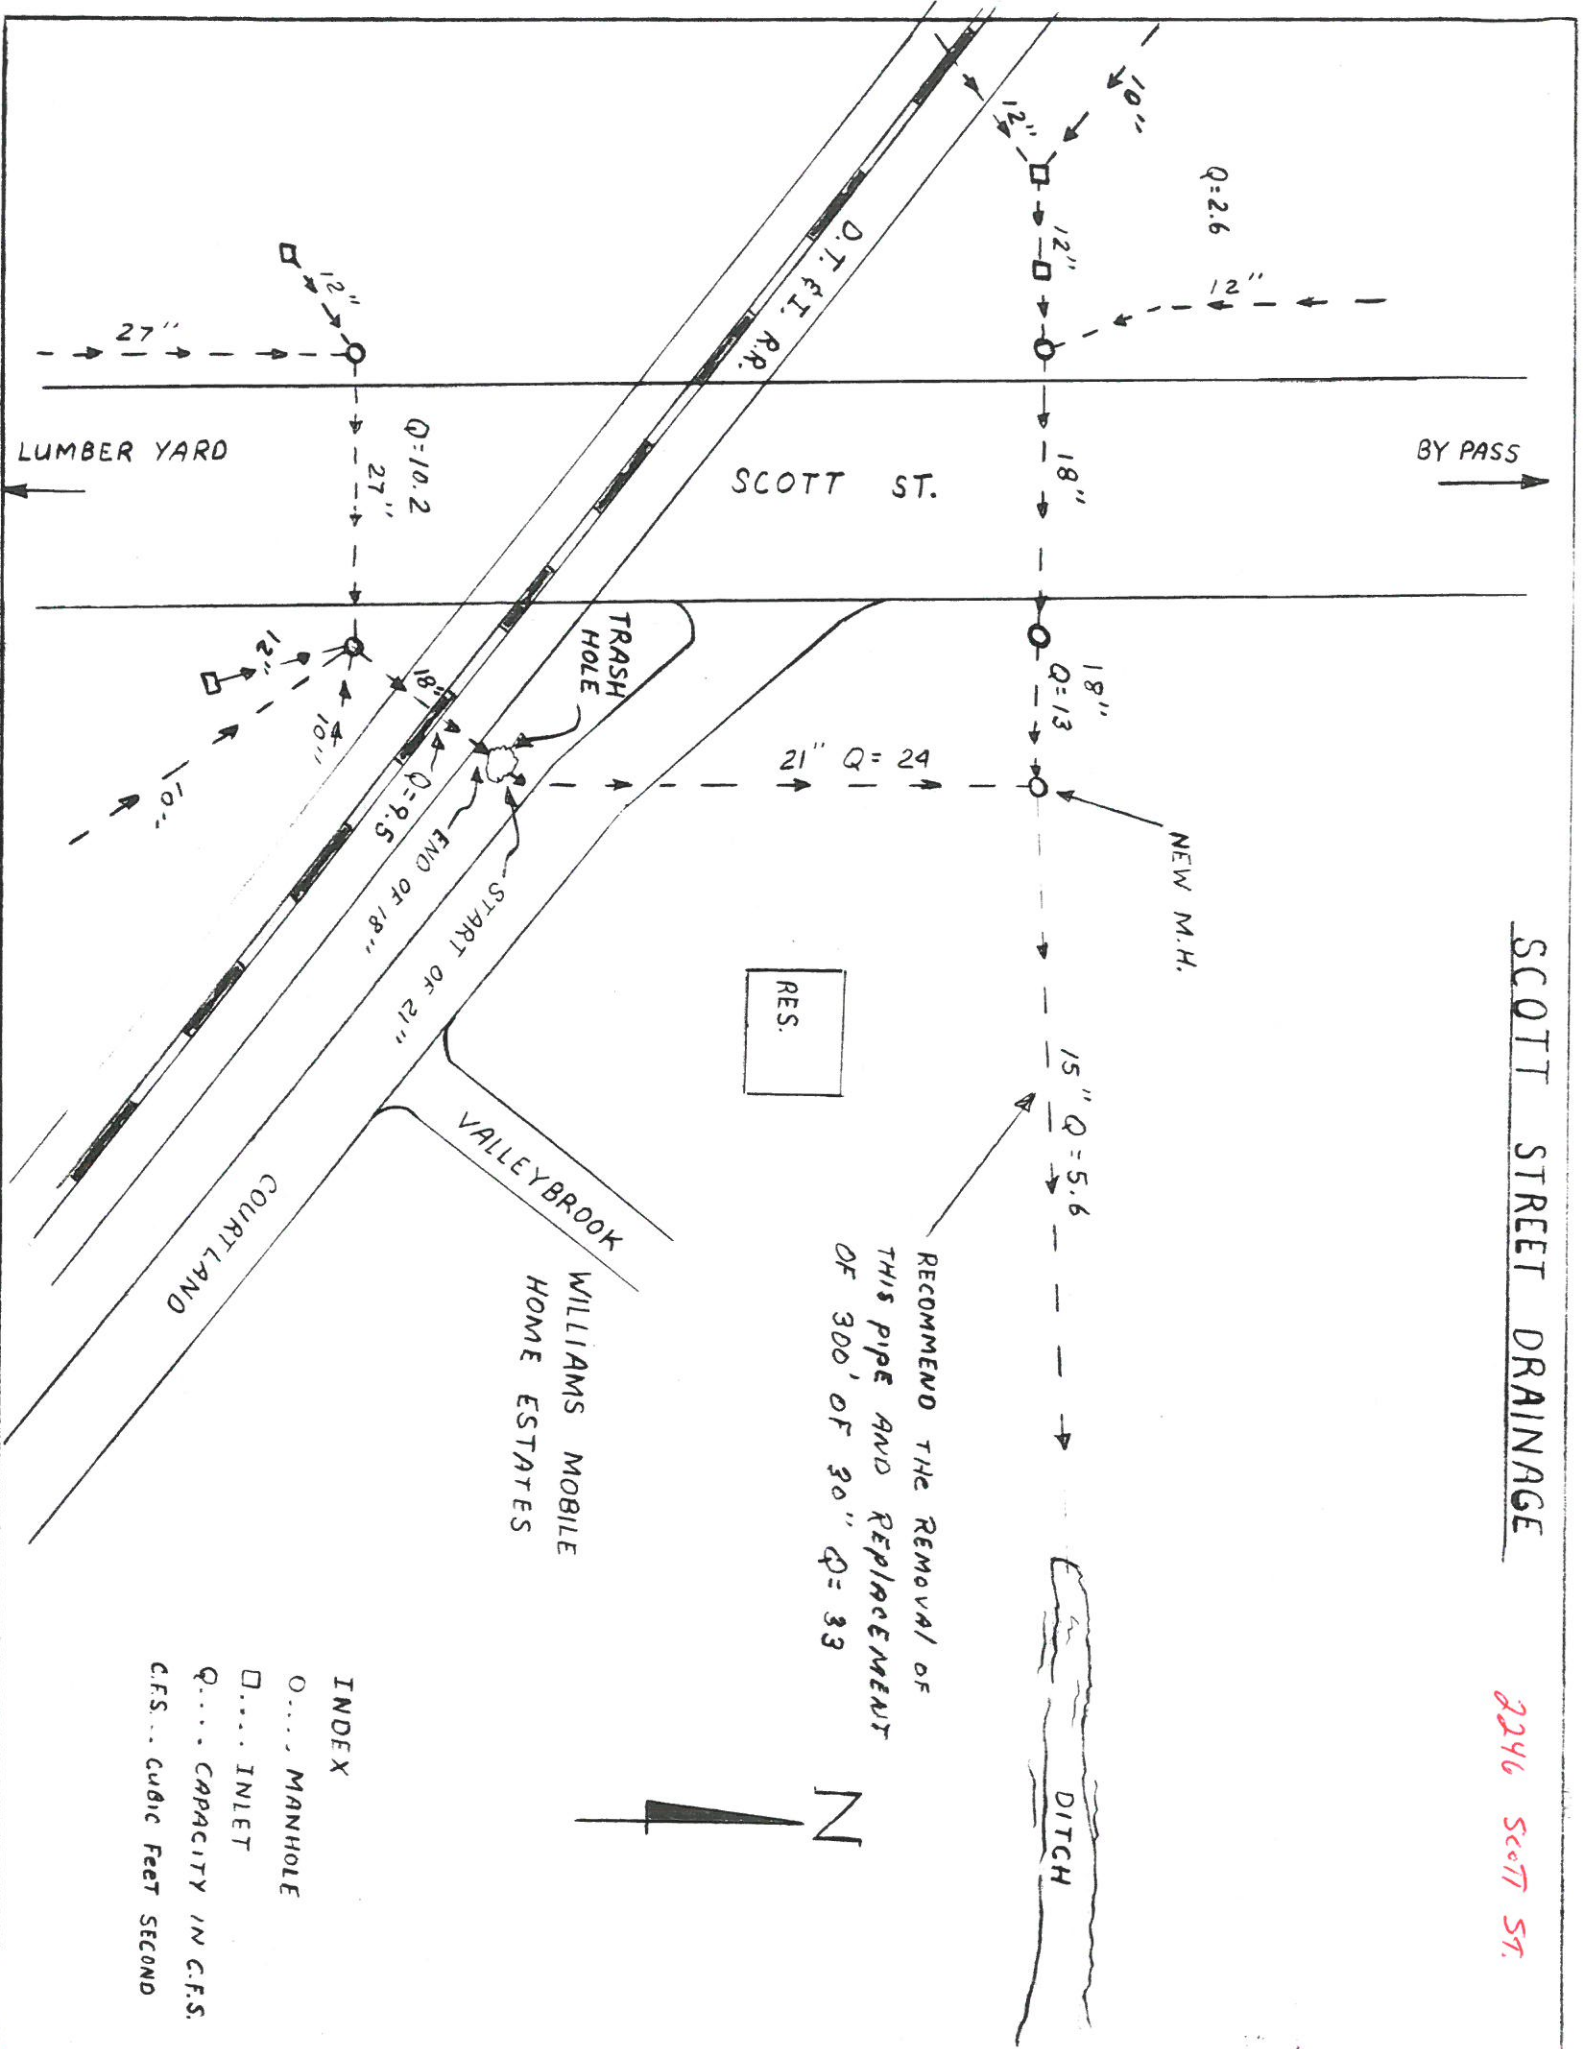 SCOTT STREET DRAINAGE
2246 SCOTT ST.
10"
12"
Q=2.6
12"
12"
18"
BY PASS
SCOTT ST.
D.T. & I. R.R.
12"
27"
LUMBER YARD
Q=10.2
27"
12"
10"
10"
18"
Q=9.5
TRASH
HOLE
END OF 18"
START OF 21"
18"
Q=13
21" Q=24
NEW M.H.
RES.
15" Q=5.6
RECOMMEND THE REMOVAL OF
THIS PIPE AND REPLACEMENT
OF 300' OF 30" Q=33
VALLEYBROOK
COURTLAND
WILLIAMS MOBILE
HOME ESTATES
DITCH
N
INDEX
O.... MANHOLE
□.... INLET
Q.... CAPACITY IN C.F.S.
C.F.S... CUBIC FEET SECOND